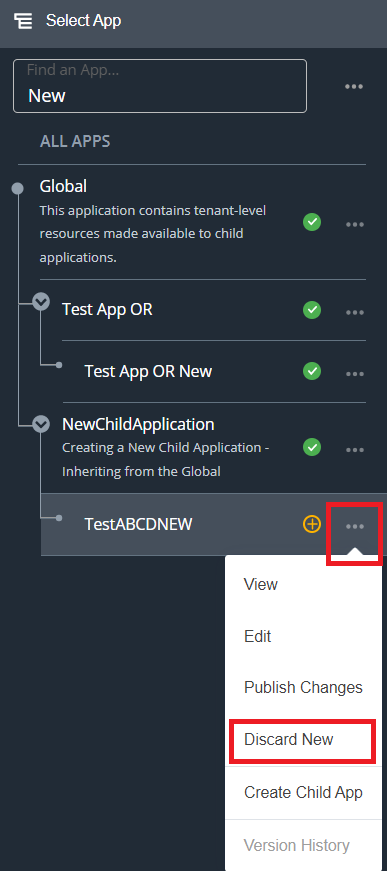 Select App
Find an App...
New
ALL APPS
Global
This application contains tenant-level
resources made available to child
applications.
Test App OR
Test App OR New
NewChildApplication
Creating a New Child Application -
Inheriting from the Global
TestABCDNEW
View
Edit
Publish Changes
Discard New
Create Child App
Version History